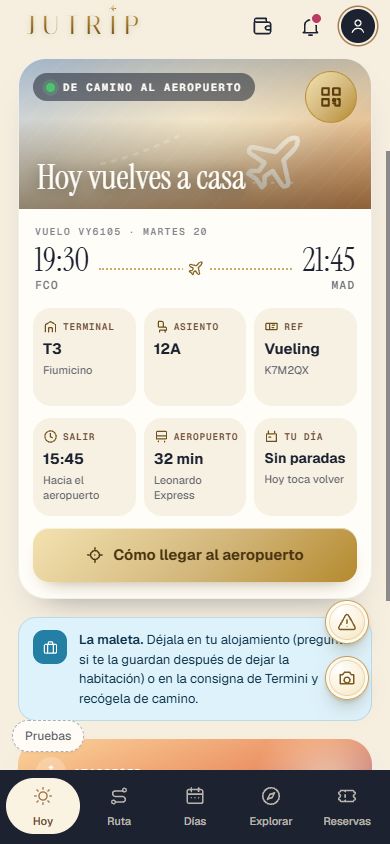 JUTRIP
DE CAMINO AL AEROPUERTO
Hoy vuelves a casa
VUELO VY6105 · MARTES 20
19:30
21:45
FCO
MAD
TERMINAL
T3
Fiumicino
ASIENTO
12A
REF
Vueling
K7M2QX
SALIR
15:45
Hacia el
aeropuerto
AEROPUERTO
32 min
Leonardo
Express
TU DÍA
Sin paradas
Hoy toca volver
Cómo llegar al aeropuerto
La maleta. Déjala en tu alojamiento
si te la guardan después de dejar la
habitación) o en la consigna de Termini y
recógela de camino.
Pruebas
Hoy
Ruta
Días
Explorar
Reservas